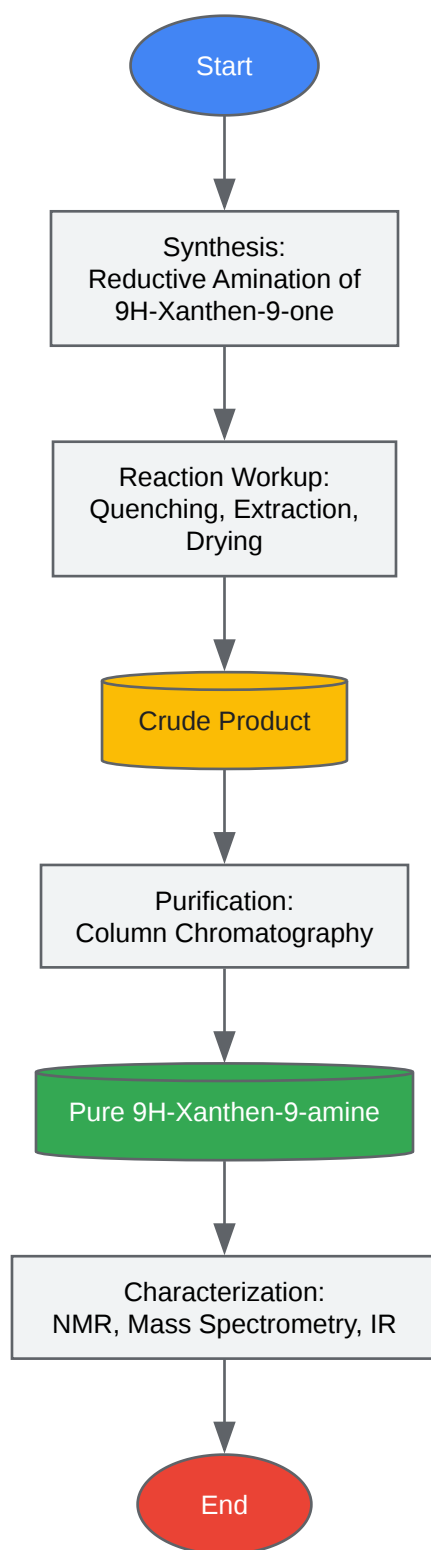 Start
Synthesis:
Reductive Amination of
9H-Xanthen-9-one
Reaction Workup:
Quenching, Extraction,
Drying
Crude Product
Purification:
Column Chromatography
Pure 9H-Xanthen-9-amine
Characterization:
NMR, Mass Spectrometry, IR
End